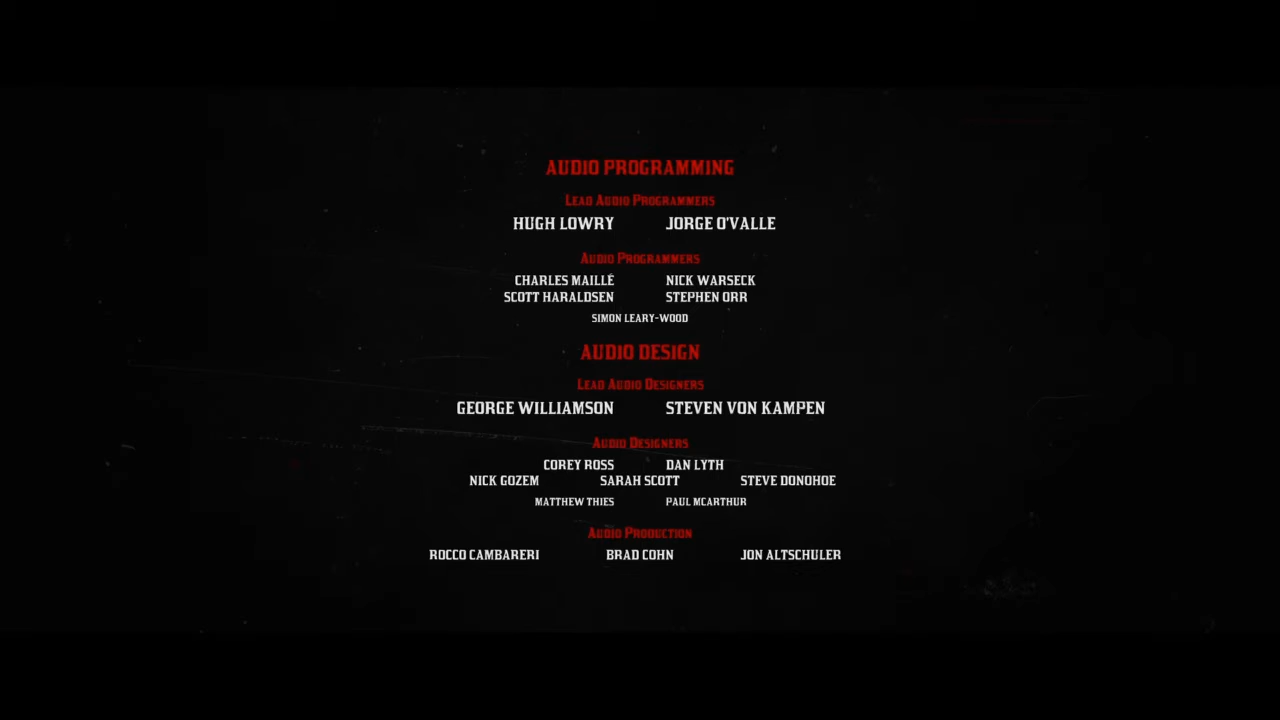 AUDIO PROGRAMMING
LEAD AUDIO PROGRAMMERS
HUGH LOWRY JORGE O'VALLE
AUDIO PROGRAMMERS
CHARLES MAILLÉ NICK WARSECK
SCOTT HARALDSEN STEPHEN ORR
SIMON LEARY-WOOD
AUDIO DESIGN
LEAD AUDIO DESIGNERS
GEORGE WILLIAMSON STEVEN VON KAMPEN
AUDIO DESIGNERS
COREY ROSS DAN LYTH
NICK GOZEM SARAH SCOTT STEVE DONOHOE
MATTHEW THIES PAUL MCARTHUR
AUDIO PRODUCTION
ROCCO CAMBARERI BRAD COHN JON ALTSCHULER